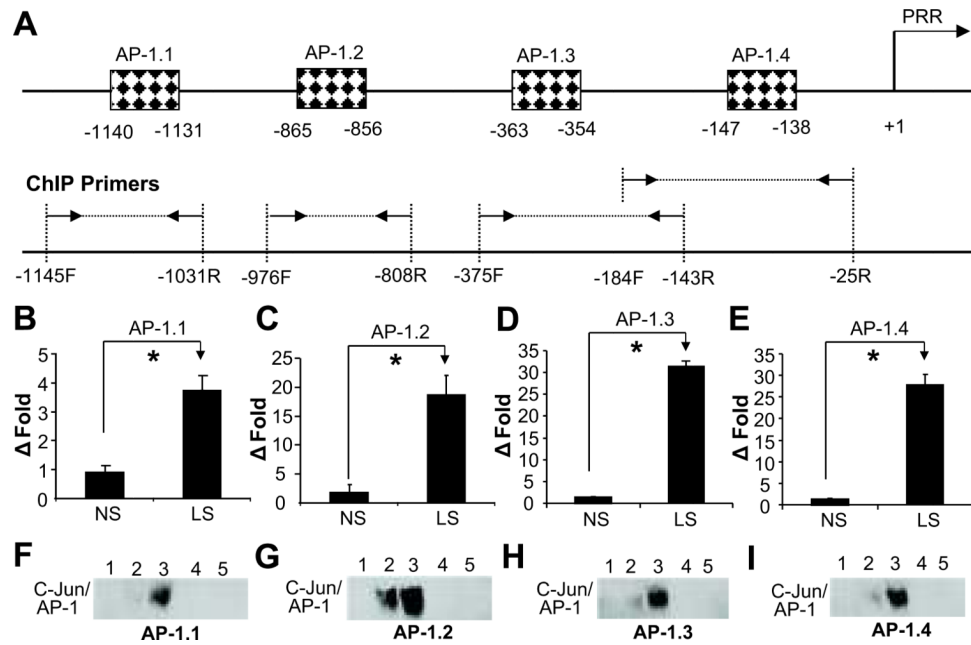 A
PRR
AP-1.1 AP-1.2 AP-1.3 AP-1.4
-1140 -1131 -865 -856 -363 -354 -147 -138 +1
ChIP Primers
-1145F -1031R -976F -808R -375F -184F -143R -25R
B
AP-1.1
*
Δ Fold
5
4
3
2
1
0
NS LS
C
AP-1.2
*
Δ Fold
25
20
15
10
5
0
NS LS
D
AP-1.3
*
Δ Fold
35
30
25
20
15
10
5
0
NS LS
E
AP-1.4
*
Δ Fold
35
30
25
20
15
10
5
0
NS LS
F
1 2 3 4 5
C-Jun/
AP-1
AP-1.1
G
1 2 3 4 5
C-Jun/
AP-1
AP-1.2
H
1 2 3 4 5
C-Jun/
AP-1
AP-1.3
I
1 2 3 4 5
C-Jun/
AP-1
AP-1.4